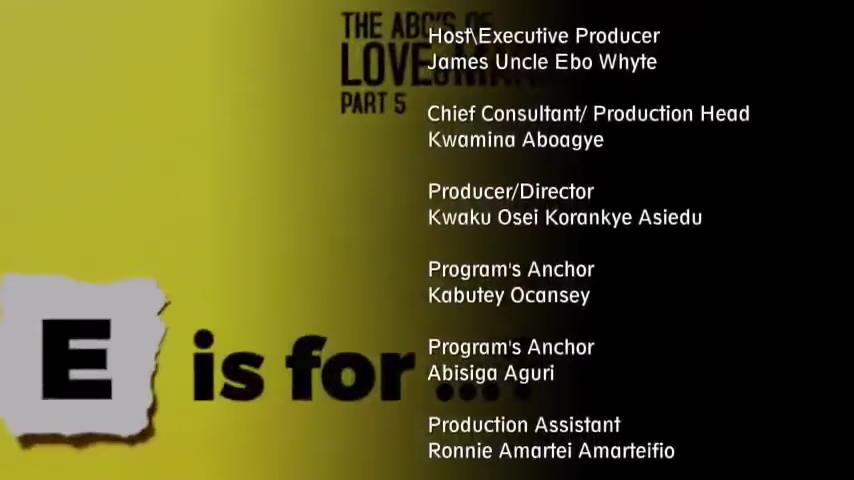 THE ABC'S OF
LOVE
PART 5
E is for ....
Host\Executive Producer
James Uncle Ebo Whyte
Chief Consultant/ Production Head
Kwamina Aboagye
Producer/Director
Kwaku Osei Korankye Asiedu
Program's Anchor
Kabutey Ocansey
Program's Anchor
Abisiga Aguri
Production Assistant
Ronnie Amartei Amarteifio